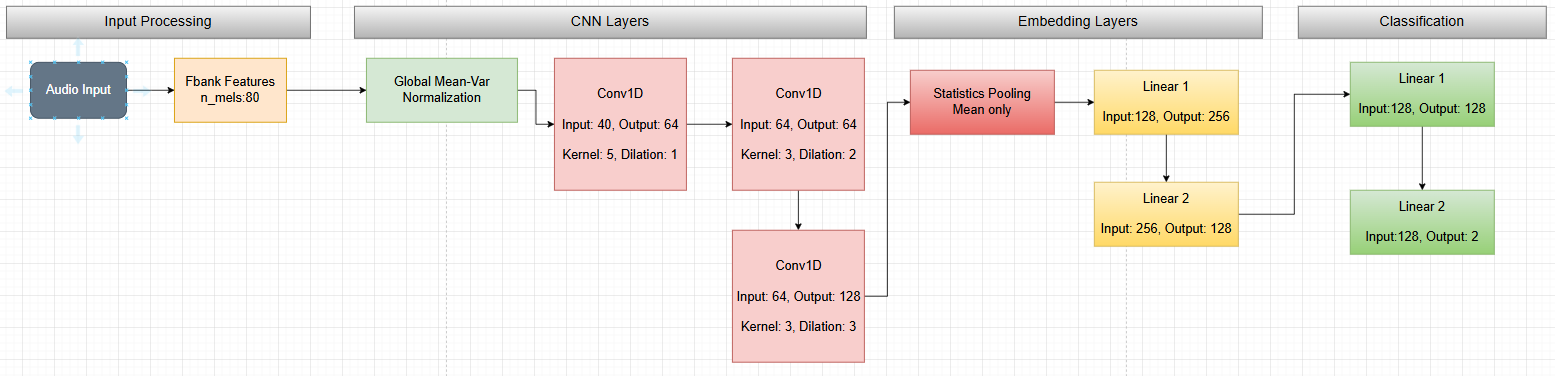 Input Processing
CNN Layers
Embedding Layers
Classification
Audio Input
Fbank Features
n_mels:80
Global Mean-Var
Normalization
Conv1D
Input: 40, Output: 64
Kernel: 5, Dilation: 1
Conv1D
Input: 64, Output: 64
Kernel: 3, Dilation: 2
Conv1D
Input: 64, Output: 128
Kernel: 3, Dilation: 3
Statistics Pooling
Mean only
Linear 1
Input:128, Output: 256
Linear 2
Input: 256, Output: 128
Linear 1
Input:128, Output: 128
Linear 2
Input:128, Output: 2